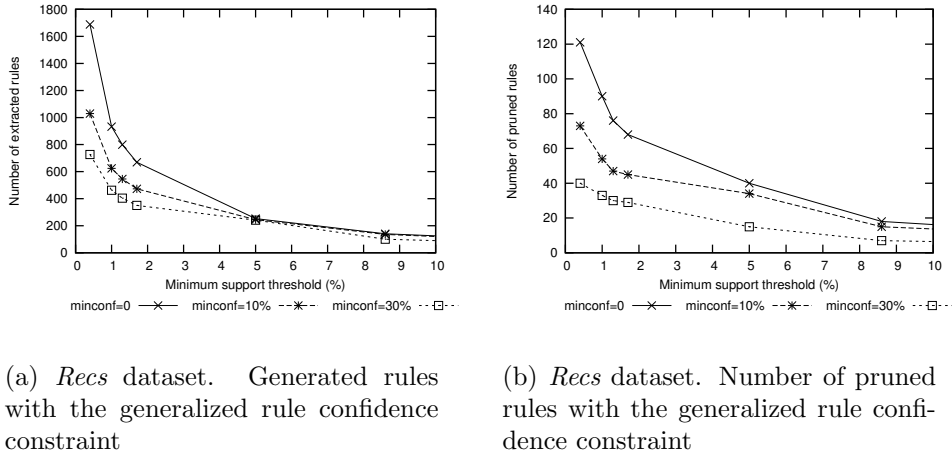 1800
1600
1400
1200
1000
800
600
400
200
0
Number of extracted rules
0 1 2 3 4 5 6 7 8 9 10
Minimum support threshold (%)
minconf=0 minconf=10% minconf=30%
140
120
100
80
60
40
20
0
Number of pruned rules
0 1 2 3 4 5 6 7 8 9 10
Minimum support threshold (%)
minconf=0 minconf=10% minconf=30%
(a) Recs dataset. Generated rules
with the generalized rule confidence
constraint
(b) Recs dataset. Number of pruned
rules with the generalized rule confi-
dence constraint